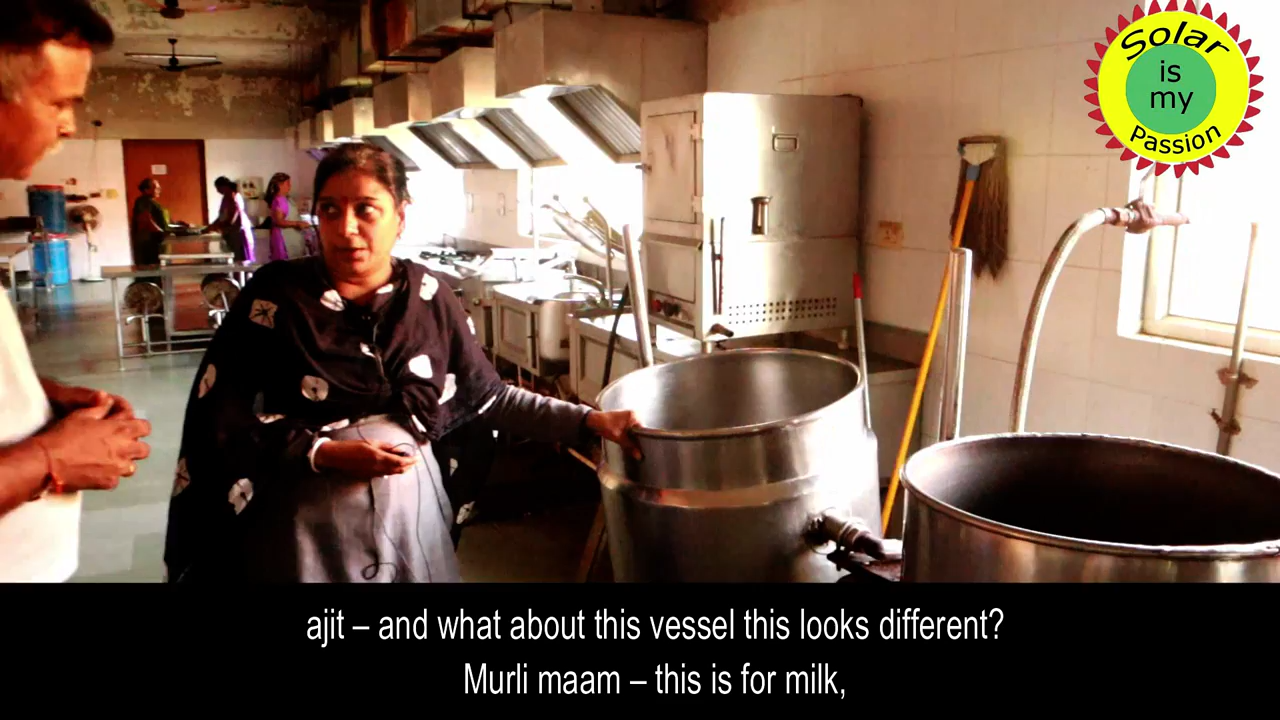 Solar
is
my
Passion
ajit – and what about this vessel this looks different?
Murli maam – this is for milk,